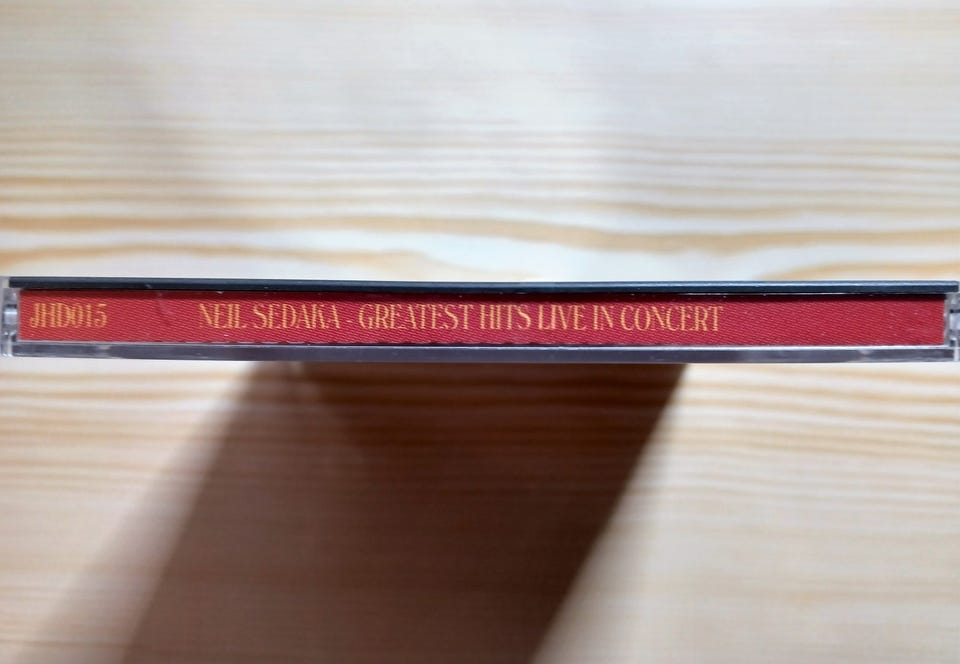 JHD015 NEIL SEDAKA - GREATEST HITS LIVE IN CONCERT